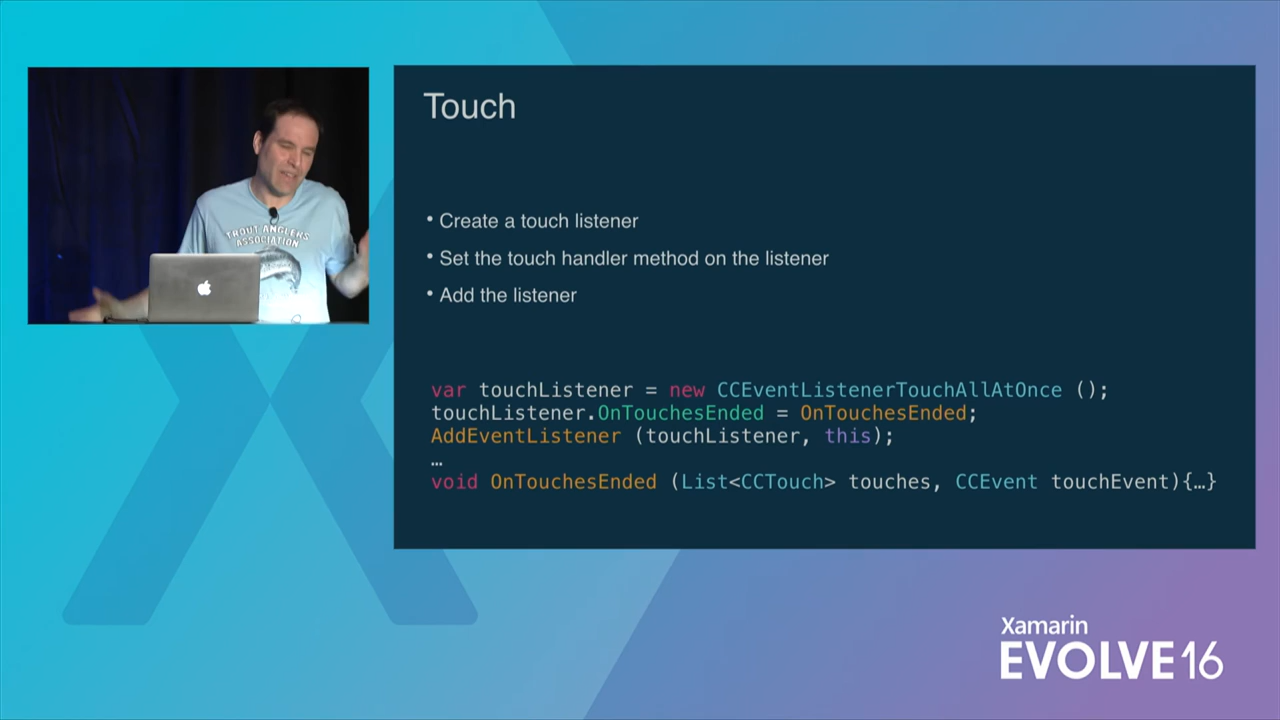 TROUT ANGLERS
ASSOCIATION
Touch
• Create a touch listener
• Set the touch handler method on the listener
• Add the listener
var touchListener = new CCEventListenerTouchAllAtOnce ();
touchListener.OnTouchesEnded = OnTouchesEnded;
AddEventListener (touchListener, this);
…
void OnTouchesEnded (List<CCTouch> touches, CCEvent touchEvent){…}
Xamarin
EVOLVE16